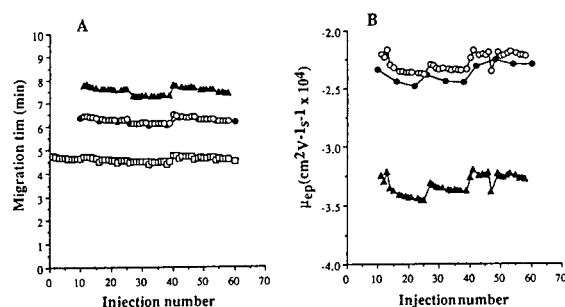 A
B
Migration tim (min)
10
9
8
7
6
5
4
3
2
1
0
0 10 20 30 40 50 60 70
Injection number
μep(cm2V-1s-1 x 10⁴)
-2.0
-2.5
-3.0
-3.5
-4.0
0 10 20 30 40 50 60 70
Injection number